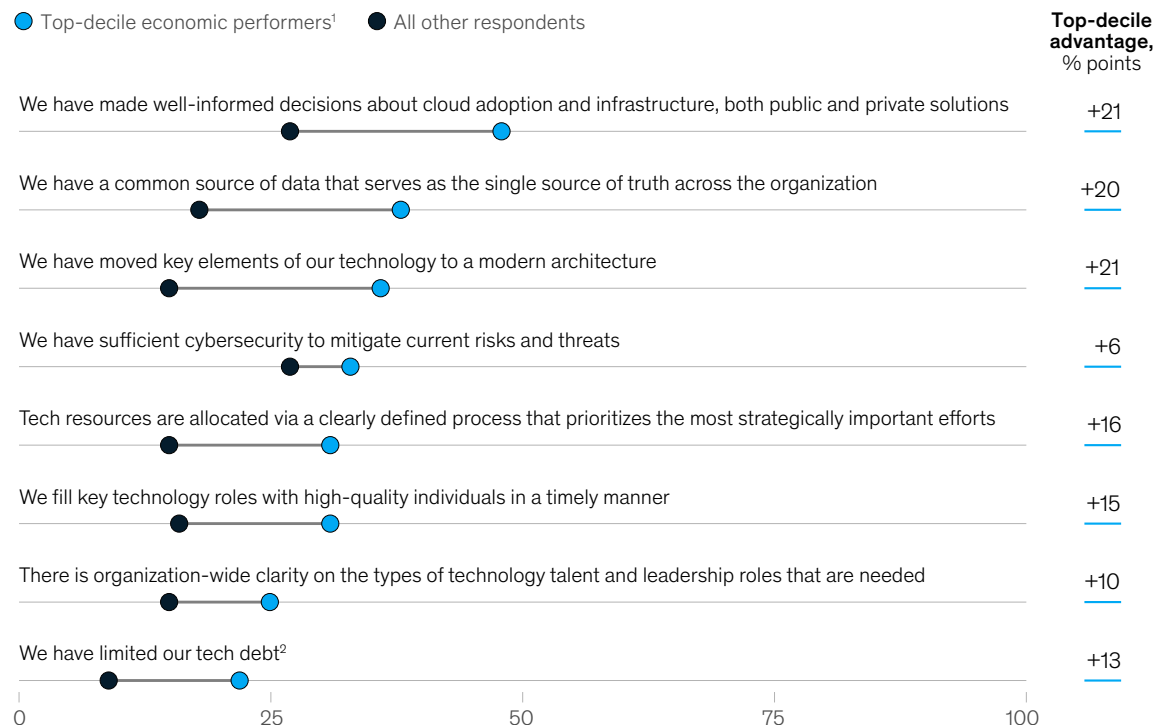 Top-decile economic performers¹ All other respondents
Top-decile
advantage,
% points
We have made well-informed decisions about cloud adoption and infrastructure, both public and private solutions
+21
We have a common source of data that serves as the single source of truth across the organization
+20
We have moved key elements of our technology to a modern architecture
+21
We have sufficient cybersecurity to mitigate current risks and threats
+6
Tech resources are allocated via a clearly defined process that prioritizes the most strategically important efforts
+16
We fill key technology roles with high-quality individuals in a timely manner
+15
There is organization-wide clarity on the types of technology talent and leadership roles that are needed
+10
We have limited our tech debt²
+13
0 25 50 75 100